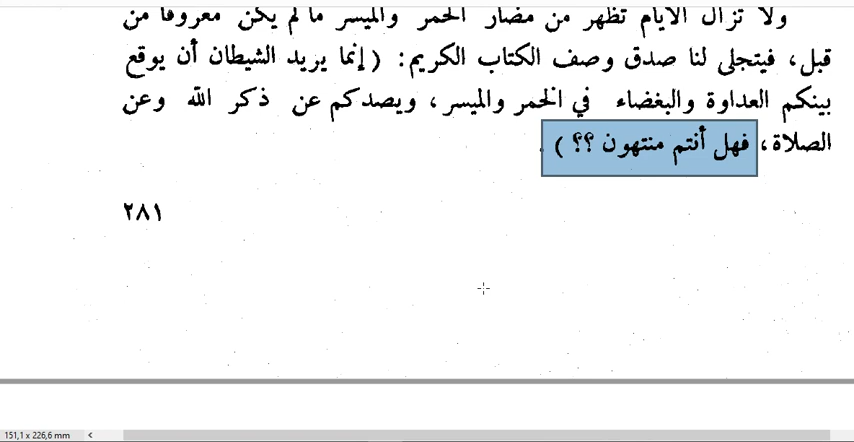 ولا تزال الأيام تظهر من مضار الخمر والميسر ما لم يكن معروفا من
قبل، فيتجلى لنا صدق وصف الكتاب الكريم: (إنما يريد الشيطان أن يوقع
بينكم العداوة والبغضاء في الخمر والميسر، ويصدكم عن ذكر الله وعن
الصلاة، فهل أنتم منتهون ؟؟ ) .
٢٨١
151,1 x 226,6 mm